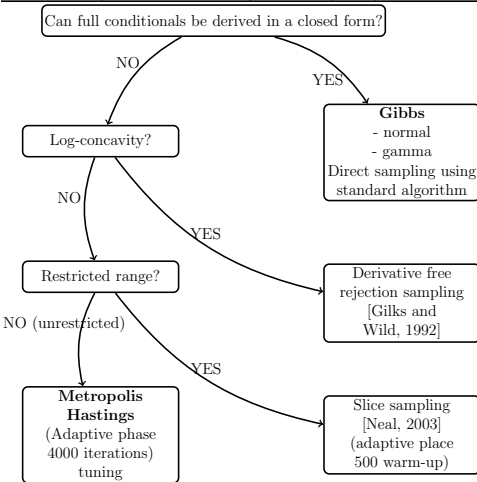 Can full conditionals be derived in a closed form?
NO
YES
Gibbs
- normal
- gamma
Direct sampling using
standard algorithm
Log-concavity?
NO
YES
Restricted range?
Derivative free
rejection sampling
[Gilks and
Wild, 1992]
NO (unrestricted)
YES
Metropolis
Hastings
(Adaptive phase
4000 iterations)
tuning
Slice sampling
[Neal, 2003]
(adaptive place
500 warm-up)